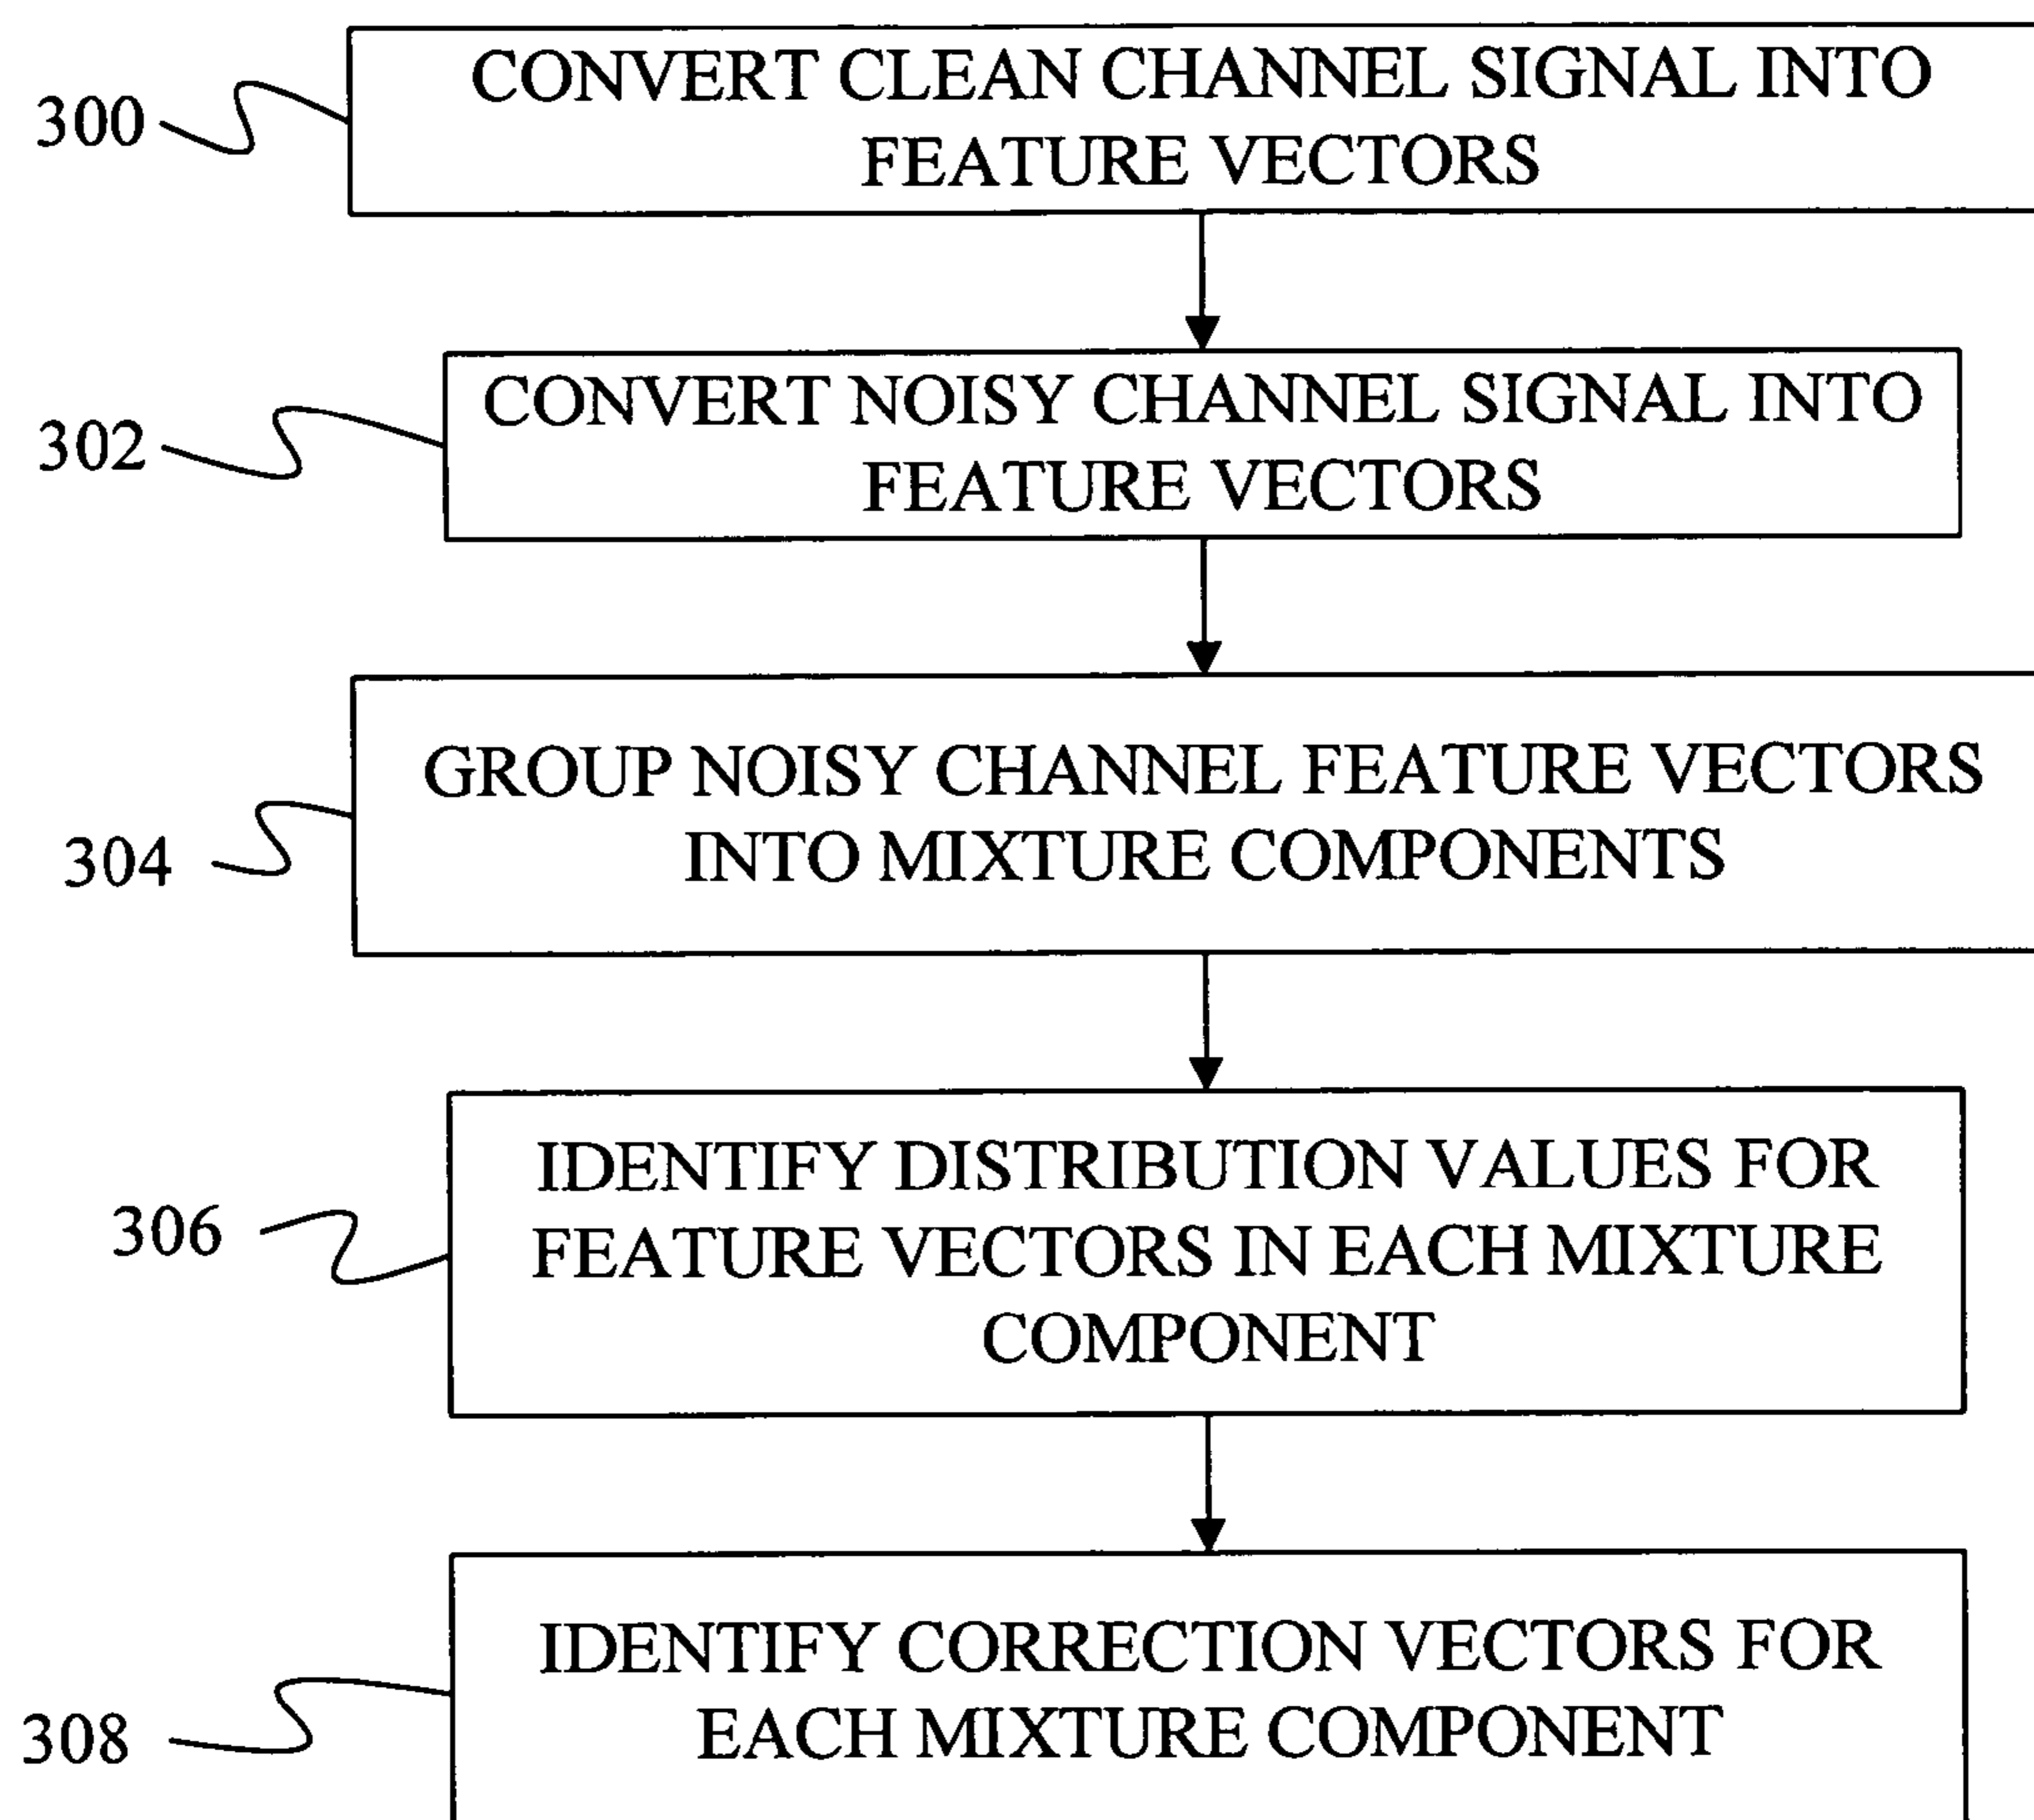 300
CONVERT CLEAN CHANNEL SIGNAL INTO
FEATURE VECTORS
302
CONVERT NOISY CHANNEL SIGNAL INTO
FEATURE VECTORS
304
GROUP NOISY CHANNEL FEATURE VECTORS
INTO MIXTURE COMPONENTS
306
IDENTIFY DISTRIBUTION VALUES FOR
FEATURE VECTORS IN EACH MIXTURE
COMPONENT
308
IDENTIFY CORRECTION VECTORS FOR
EACH MIXTURE COMPONENT